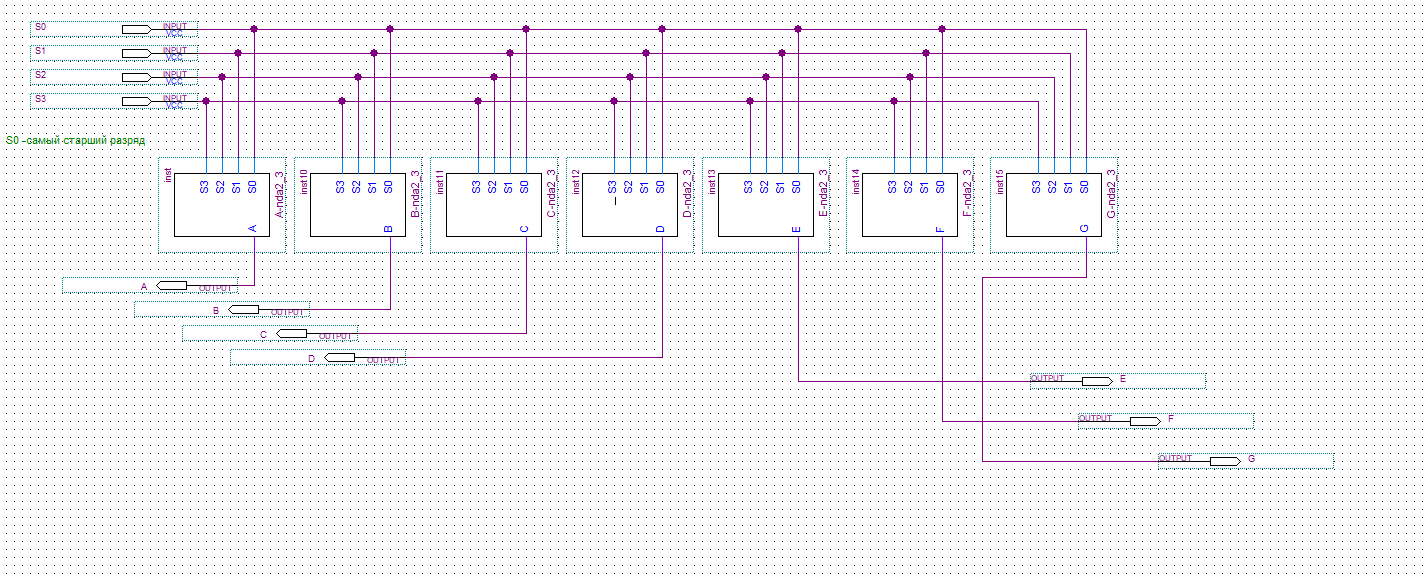 S0 INPUT VCC
S1 INPUT VCC
S2 INPUT VCC
S3 INPUT VCC
S0 -самый старший разряд
inst S3 S2 S1 S0 A A-nda2_3
inst10 S3 S2 S1 S0 B B-nda2_3
inst11 S3 S2 S1 S0 C C-nda2_3
inst12 S3 S2 S1 S0 D D-nda2_3
inst13 S3 S2 S1 S0 E E-nda2_3
inst14 S3 S2 S1 S0 F F-nda2_3
inst15 S3 S2 S1 S0 G G-nda2_3
A OUTPUT
B OUTPUT
C OUTPUT
D OUTPUT
OUTPUT E
OUTPUT F
OUTPUT G